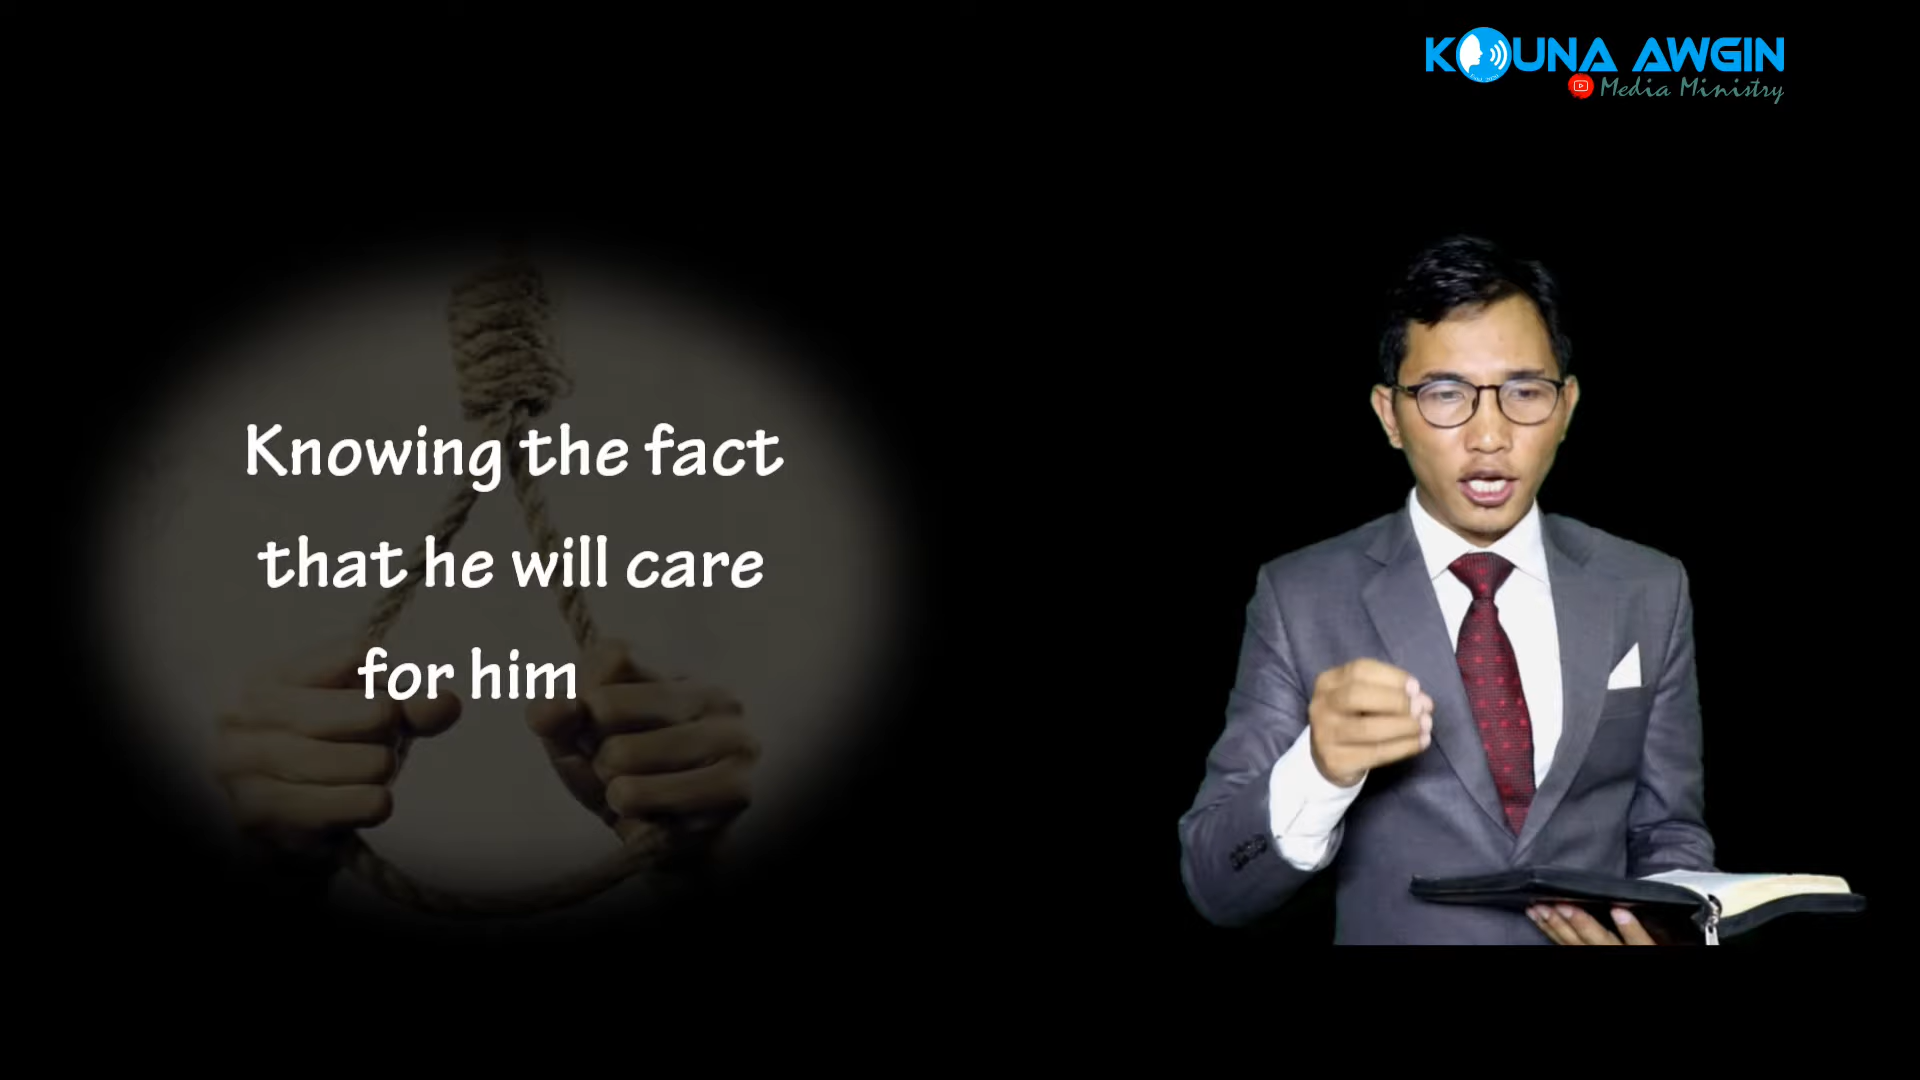 KOUNA AWGIN
Media Ministry
Knowing the fact
that he will care
for him